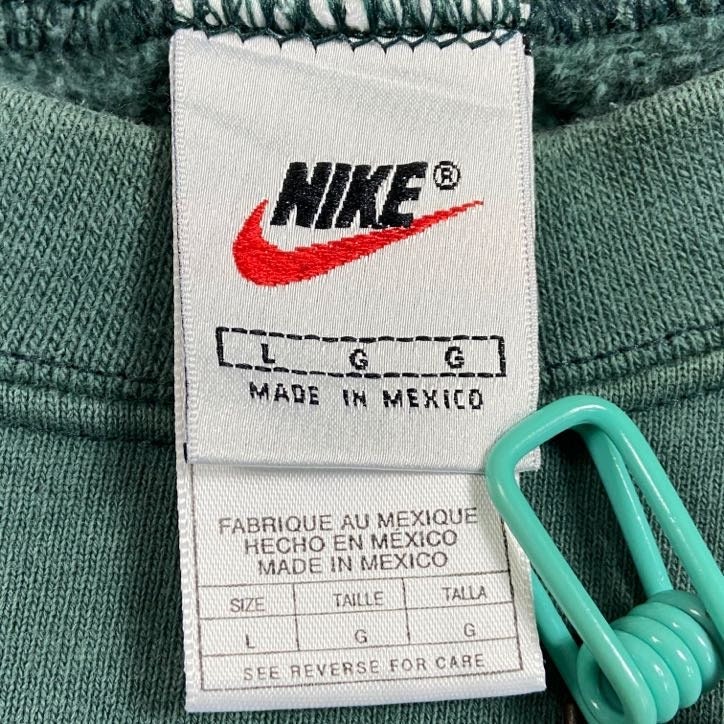 NIKE®
L G G
MADE IN MEXICO
FABRIQUE AU MEXIQUE
HECHO EN MÉXICO
MADE IN MEXICO
SIZE TAILLE TALLA
L G G
SEE REVERSE FOR CARE